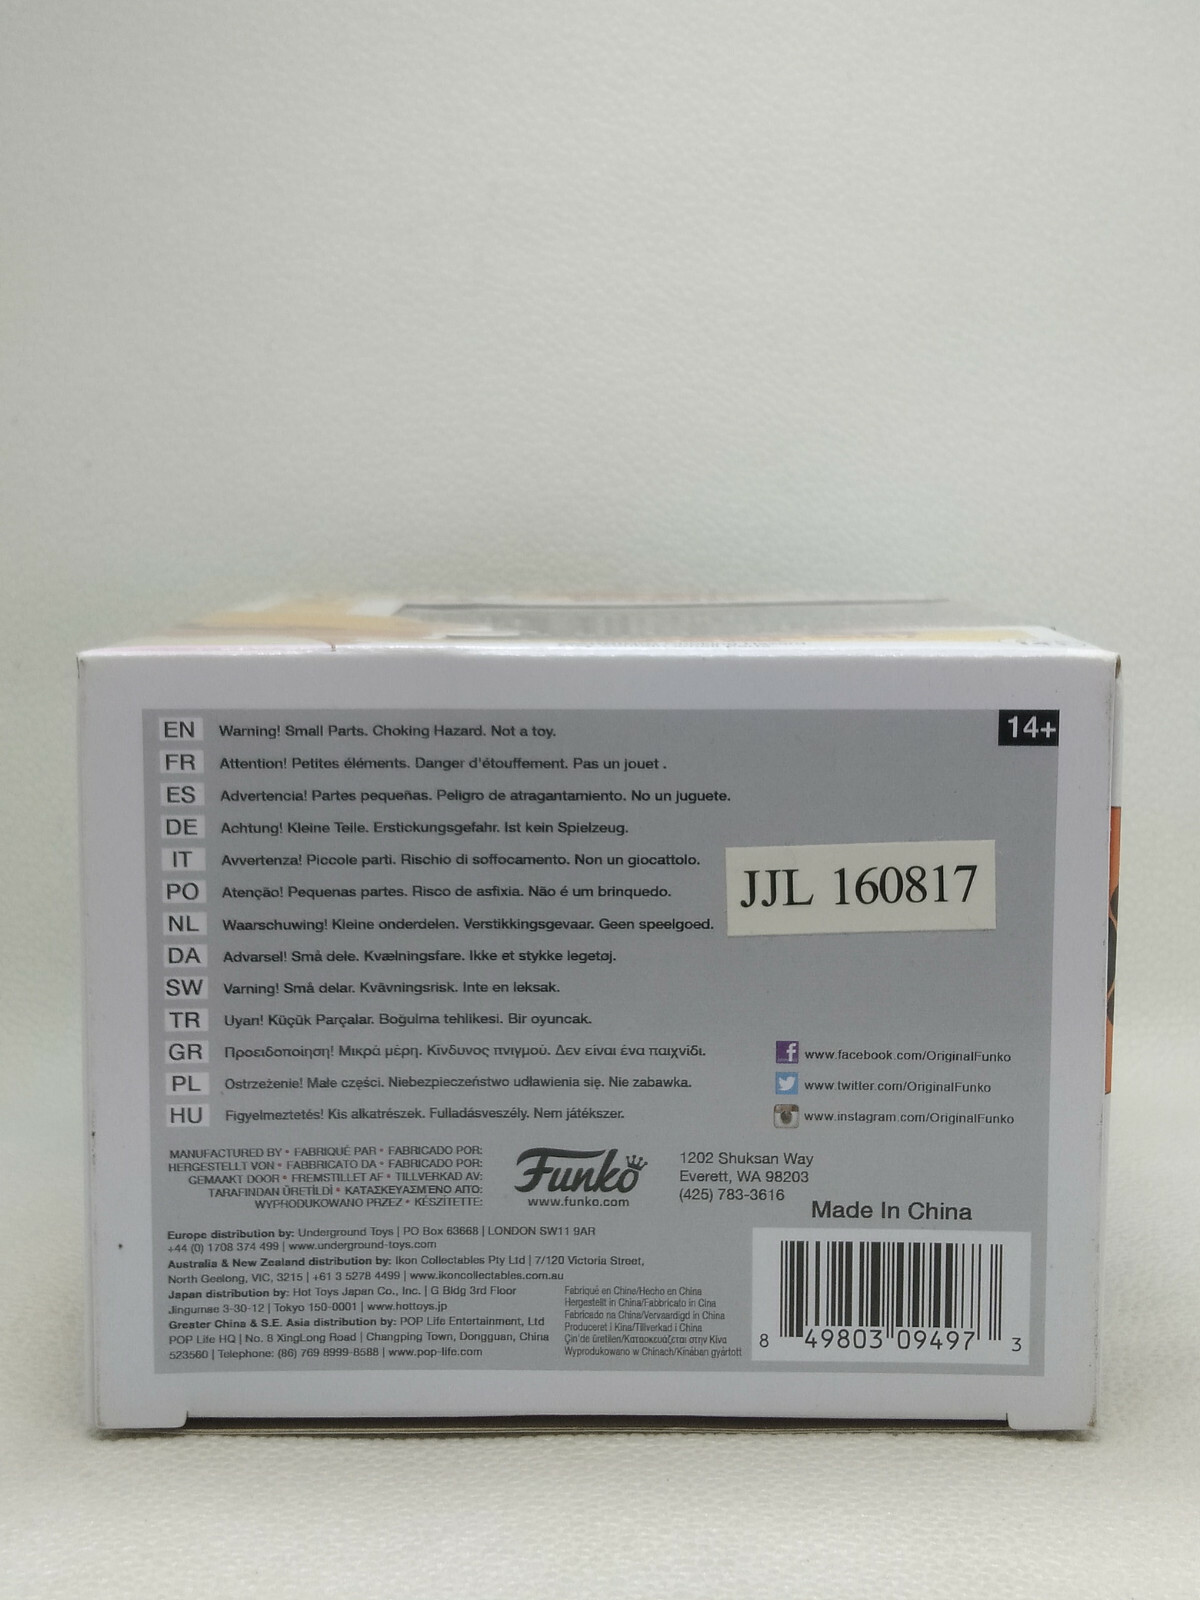 EN Warning! Small Parts. Choking Hazard. Not a toy.
14+
FR Attention! Petites éléments. Danger d'étouffement. Pas un jouet .
ES Advertencia! Partes pequeñas. Peligro de atragantamiento. No un juguete.
DE Achtung! Kleine Teile. Erstickungsgefahr. Ist kein Spielzeug.
IT Avvertenza! Piccole parti. Rischio di soffocamento. Non un giocattolo.
PO Atenção! Pequenas partes. Risco de asfixia. Não é um brinquedo.
JJL 160817
NL Waarschuwing! Kleine onderdelen. Verstikkingsgevaar. Geen speelgoed.
DA Advarsel! Små dele. Kvælningsfare. Ikke et stykke legetøj.
SW Varning! Små delar. Kvävningsrisk. Inte en leksak.
TR Uyarı! Küçük Parçalar. Boğulma tehlikesi. Bir oyuncak.
GR Προειδοποίηση! Μικρά μέρη. Κίνδυνος πνιγμού. Δεν είναι ένα παιχνίδι.
PL Ostrzeżenie! Małe części. Niebezpieczeństwo udławienia się. Nie zabawka.
HU Figyelmeztetés! Kis alkatrészek. Fulladásveszély. Nem játékszer.
www.facebook.com/OriginalFunko
www.twitter.com/OriginalFunko
www.instagram.com/OriginalFunko
MANUFACTURED BY • FABRIQUÉ PAR • FABRICADO POR:
HERGESTELLT VON • FABBRICATO DA • FABRICADO POR:
GEMAAKT DOOR • FREMSTILLET AF • TILLVERKAD AV:
TARAFINDAN ÜRETİLDİ • ΚΑΤΑΣΚΕΥΑΣΜΈΝΟ ΑΠΌ:
WYPRODUKOWANO PRZEZ • KÉSZÍTETTE:
Funko
www.funko.com
1202 Shuksan Way
Everett, WA 98203
(425) 783-3616
Made In China
Europe distribution by: Underground Toys | PO Box 63668 | LONDON SW11 9AR
+44 (0) 1708 374 499 | www.underground-toys.com
Australia & New Zealand distribution by: Ikon Collectables Pty Ltd | 7/120 Victoria Street,
North Geelong, VIC, 3215 | +61 3 5278 4499 | www.ikoncollectables.com.au
Japan distribution by: Hot Toys Japan Co., Inc. | G Bldg 3rd Floor
Jingumae 3-30-12 | Tokyo 150-0001 | www.hottoys.jp
Greater China & S.E. Asia distribution by: POP Life Entertainment, Ltd
POP Life HQ | No. 8 XingLong Road | Changping Town, Dongguan, China
523560 | Telephone: (86) 769 8999-8588 | www.pop-life.com
Fabriqué en Chine/Hecho en China
Hergestellt in China/Fabbricato in Cina
Fabricado na China/Vervaardigd in China
Produceret i Kina/Tillverkad i China
Çin'de üretilen/Κατασκευάζεται στην Κίνα
Wyprodukowano w Chinach/Kínában gyártott
8 49803 09497 3